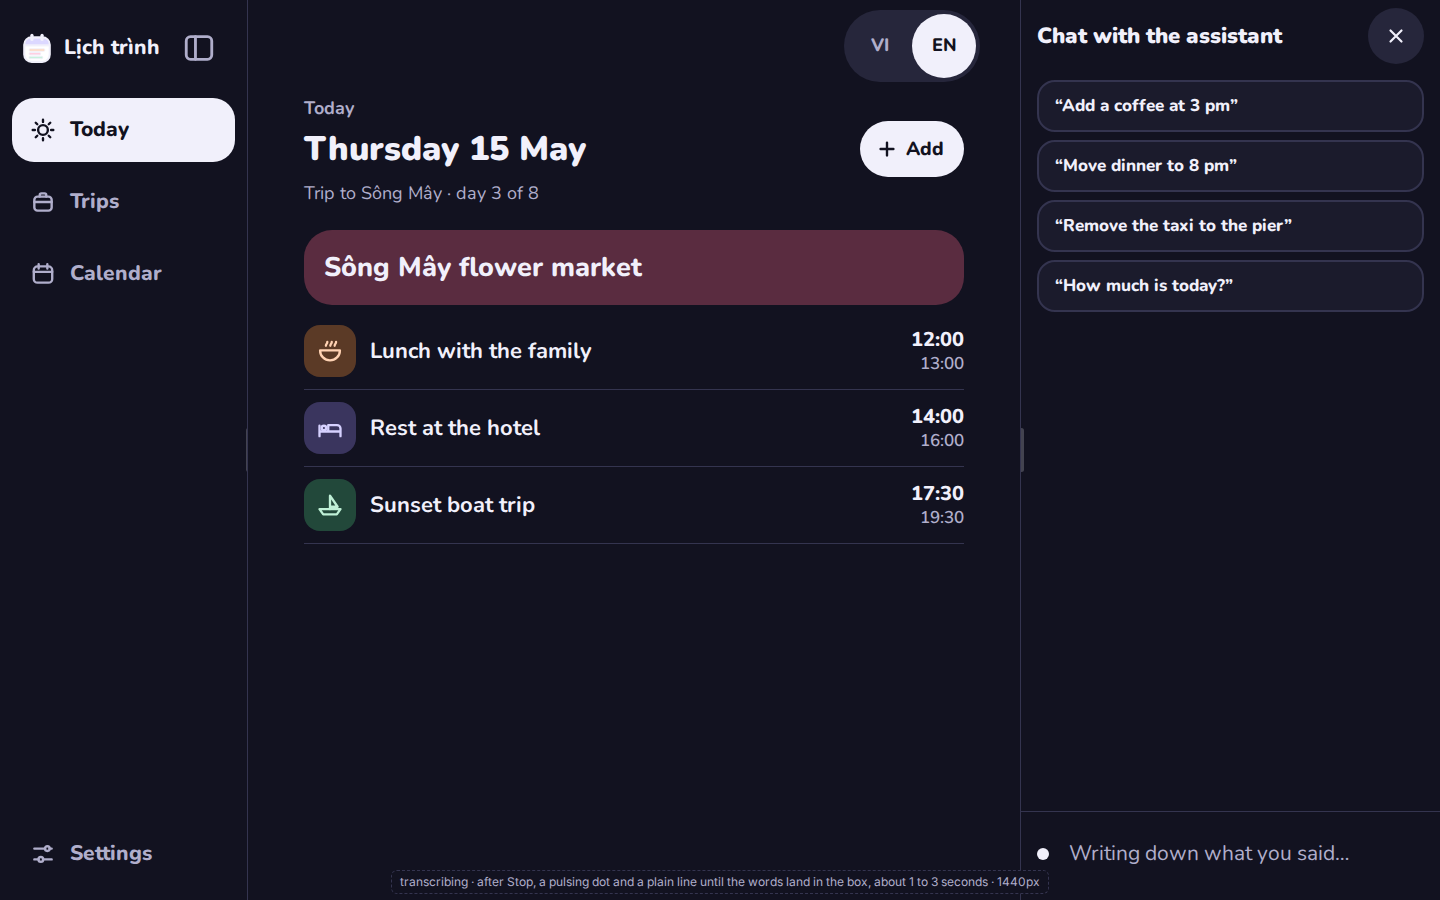 Lịch trình
Today
Trips
Calendar
Settings
VI
EN
Today
Thursday 15 May
Trip to Sông Mây · day 3 of 8
Add
Sông Mây flower market
Lunch with the family
12:00
13:00
Rest at the hotel
14:00
16:00
Sunset boat trip
17:30
19:30
Chat with the assistant
“Add a coffee at 3 pm”
“Move dinner to 8 pm”
“Remove the taxi to the pier”
“How much is today?”
Writing down what you said...
transcribing · after Stop, a pulsing dot and a plain line until the words land in the box, about 1 to 3 seconds · 1440px